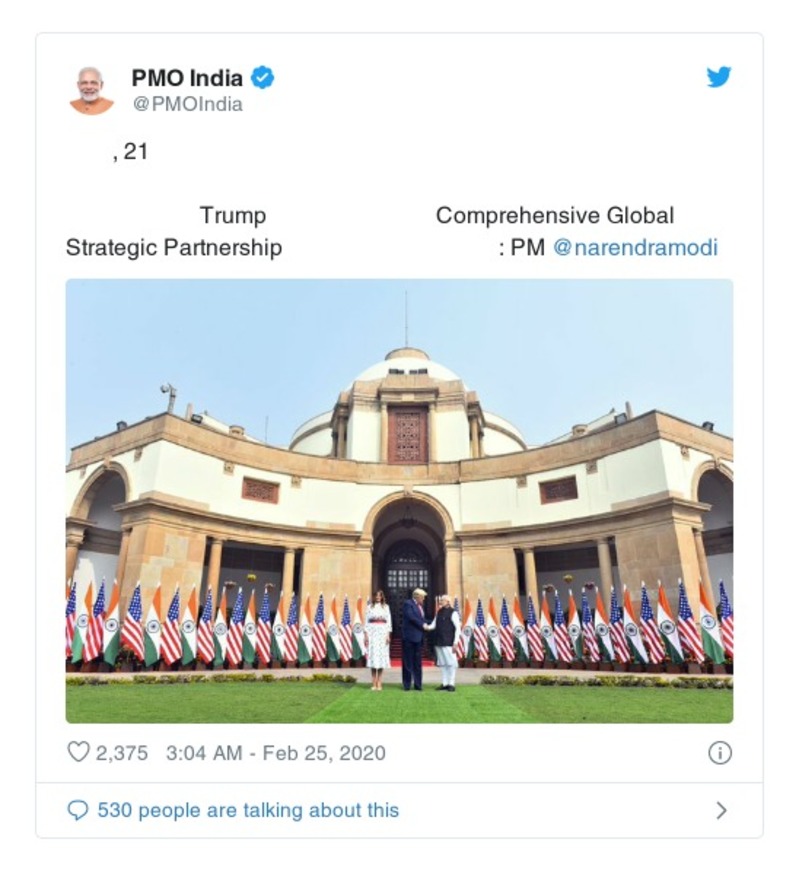 PMO India
@PMOIndia
, 21
Trump Comprehensive Global
Strategic Partnership : PM @narendramodi
2,375 3:04 AM - Feb 25, 2020
530 people are talking about this